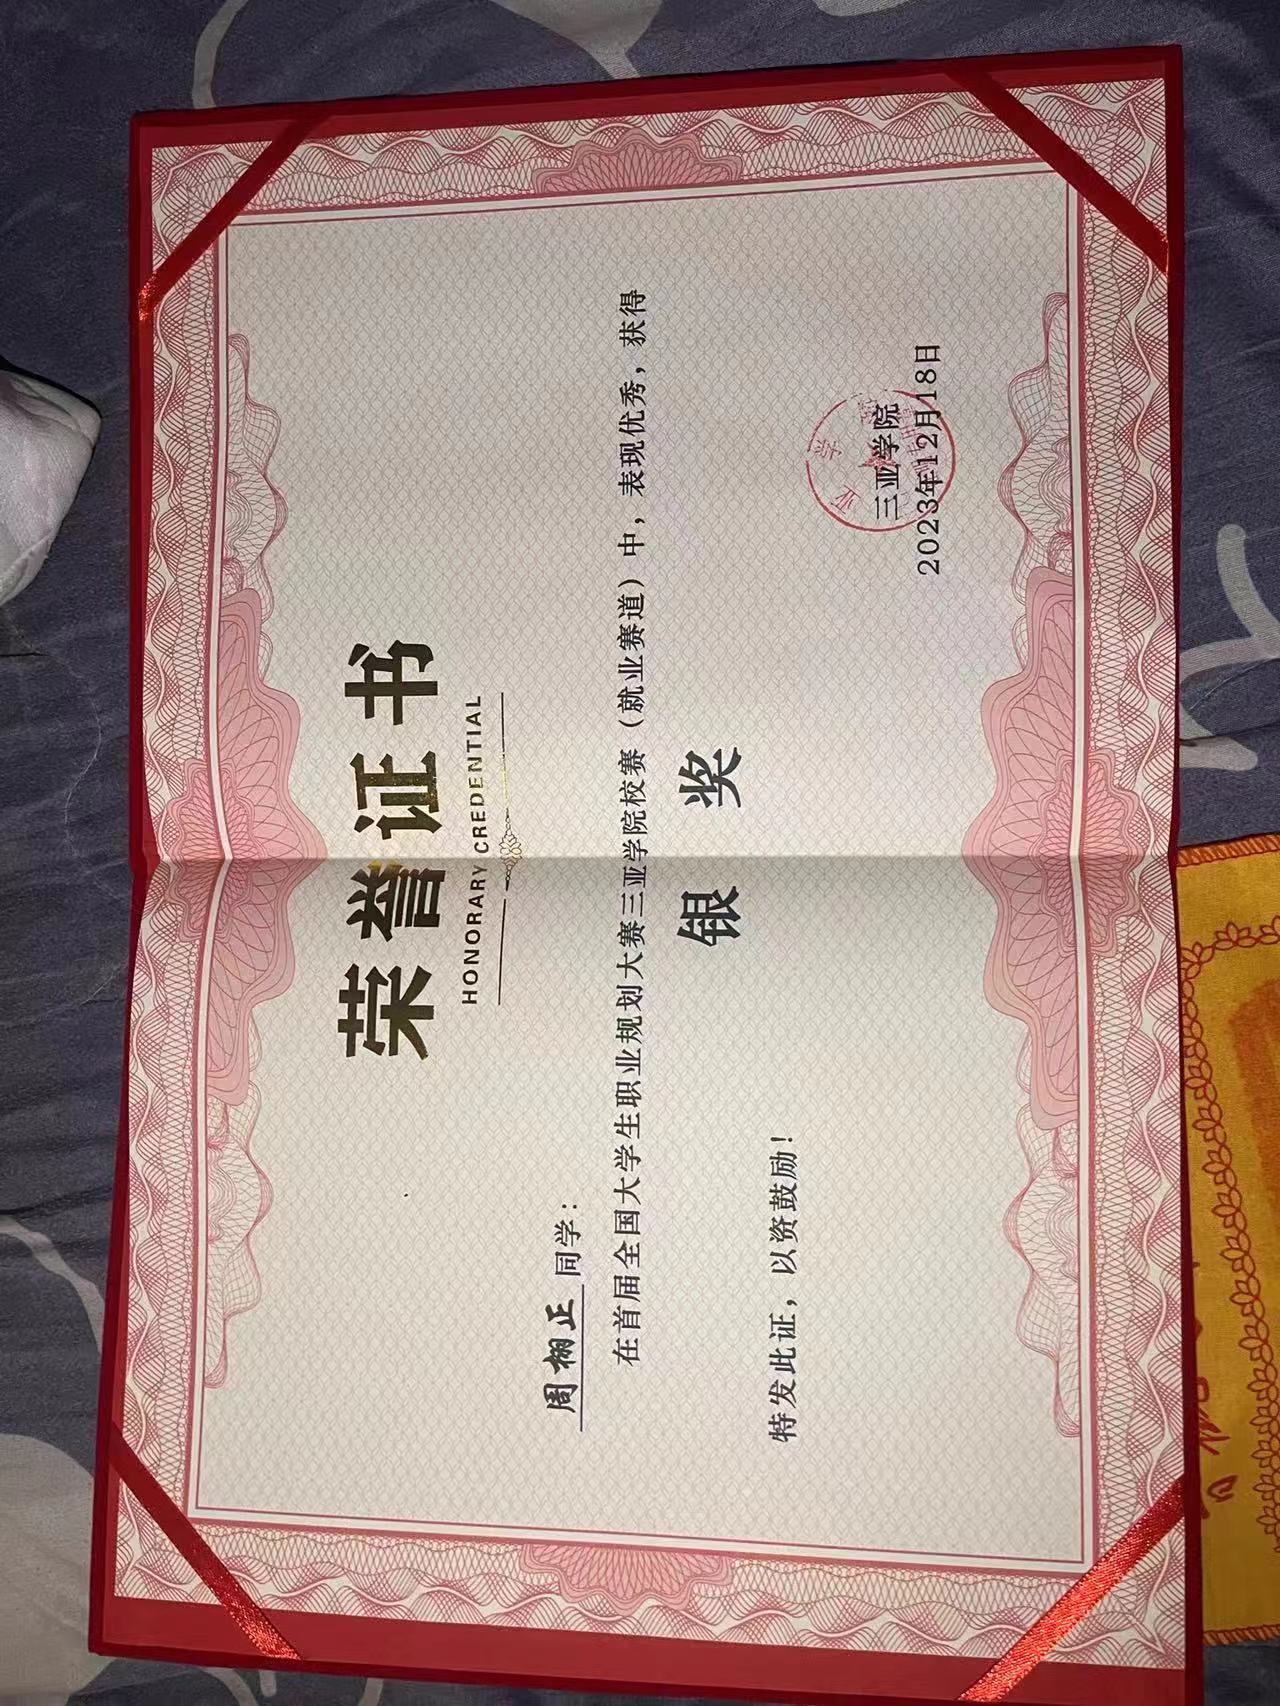 荣誉证书
HONORARY CREDENTIAL
周栩正同学：
在首届全国大学生职业规划大赛三亚学院校赛（就业赛道）中，表现优秀，获得
银 奖
特发此证，以资鼓励！
三亚学院
2023年12月18日